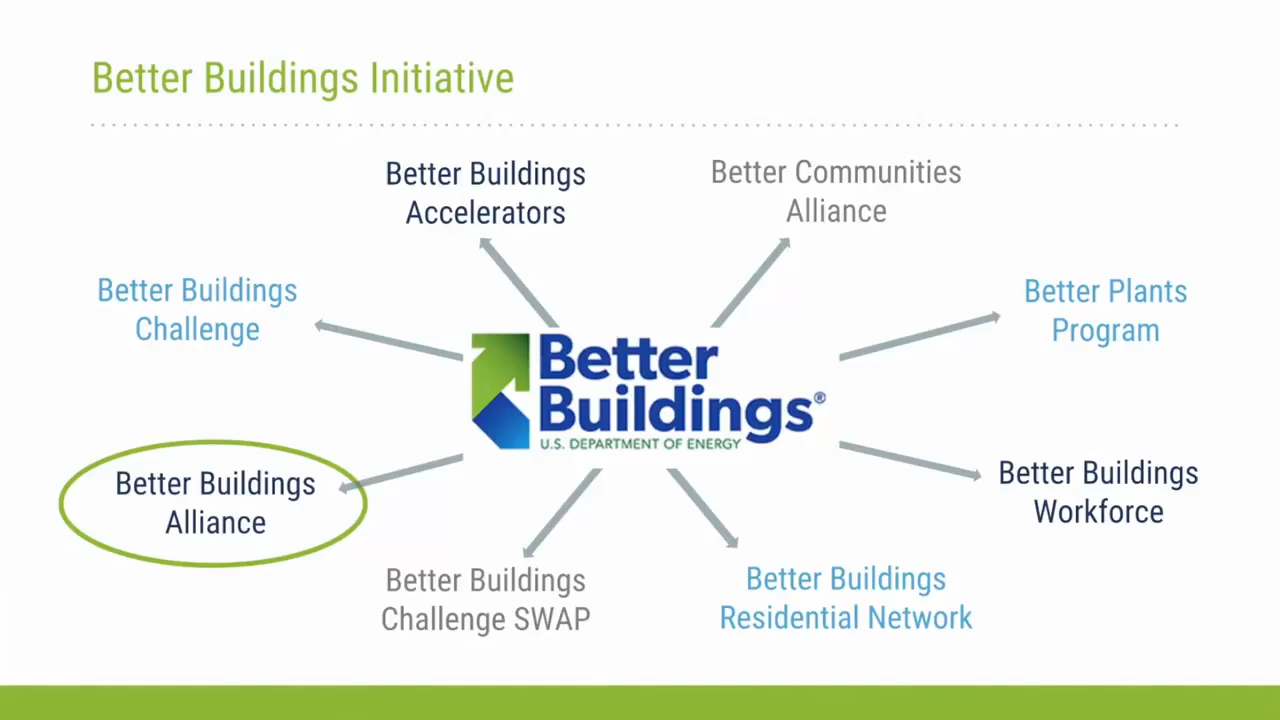 Better Buildings Initiative
Better Buildings
Accelerators
Better Communities
Alliance
Better Buildings
Challenge
Better Plants
Program
Better
Buildings®
U.S. DEPARTMENT OF ENERGY
Better Buildings
Alliance
Better Buildings
Workforce
Better Buildings
Challenge SWAP
Better Buildings
Residential Network